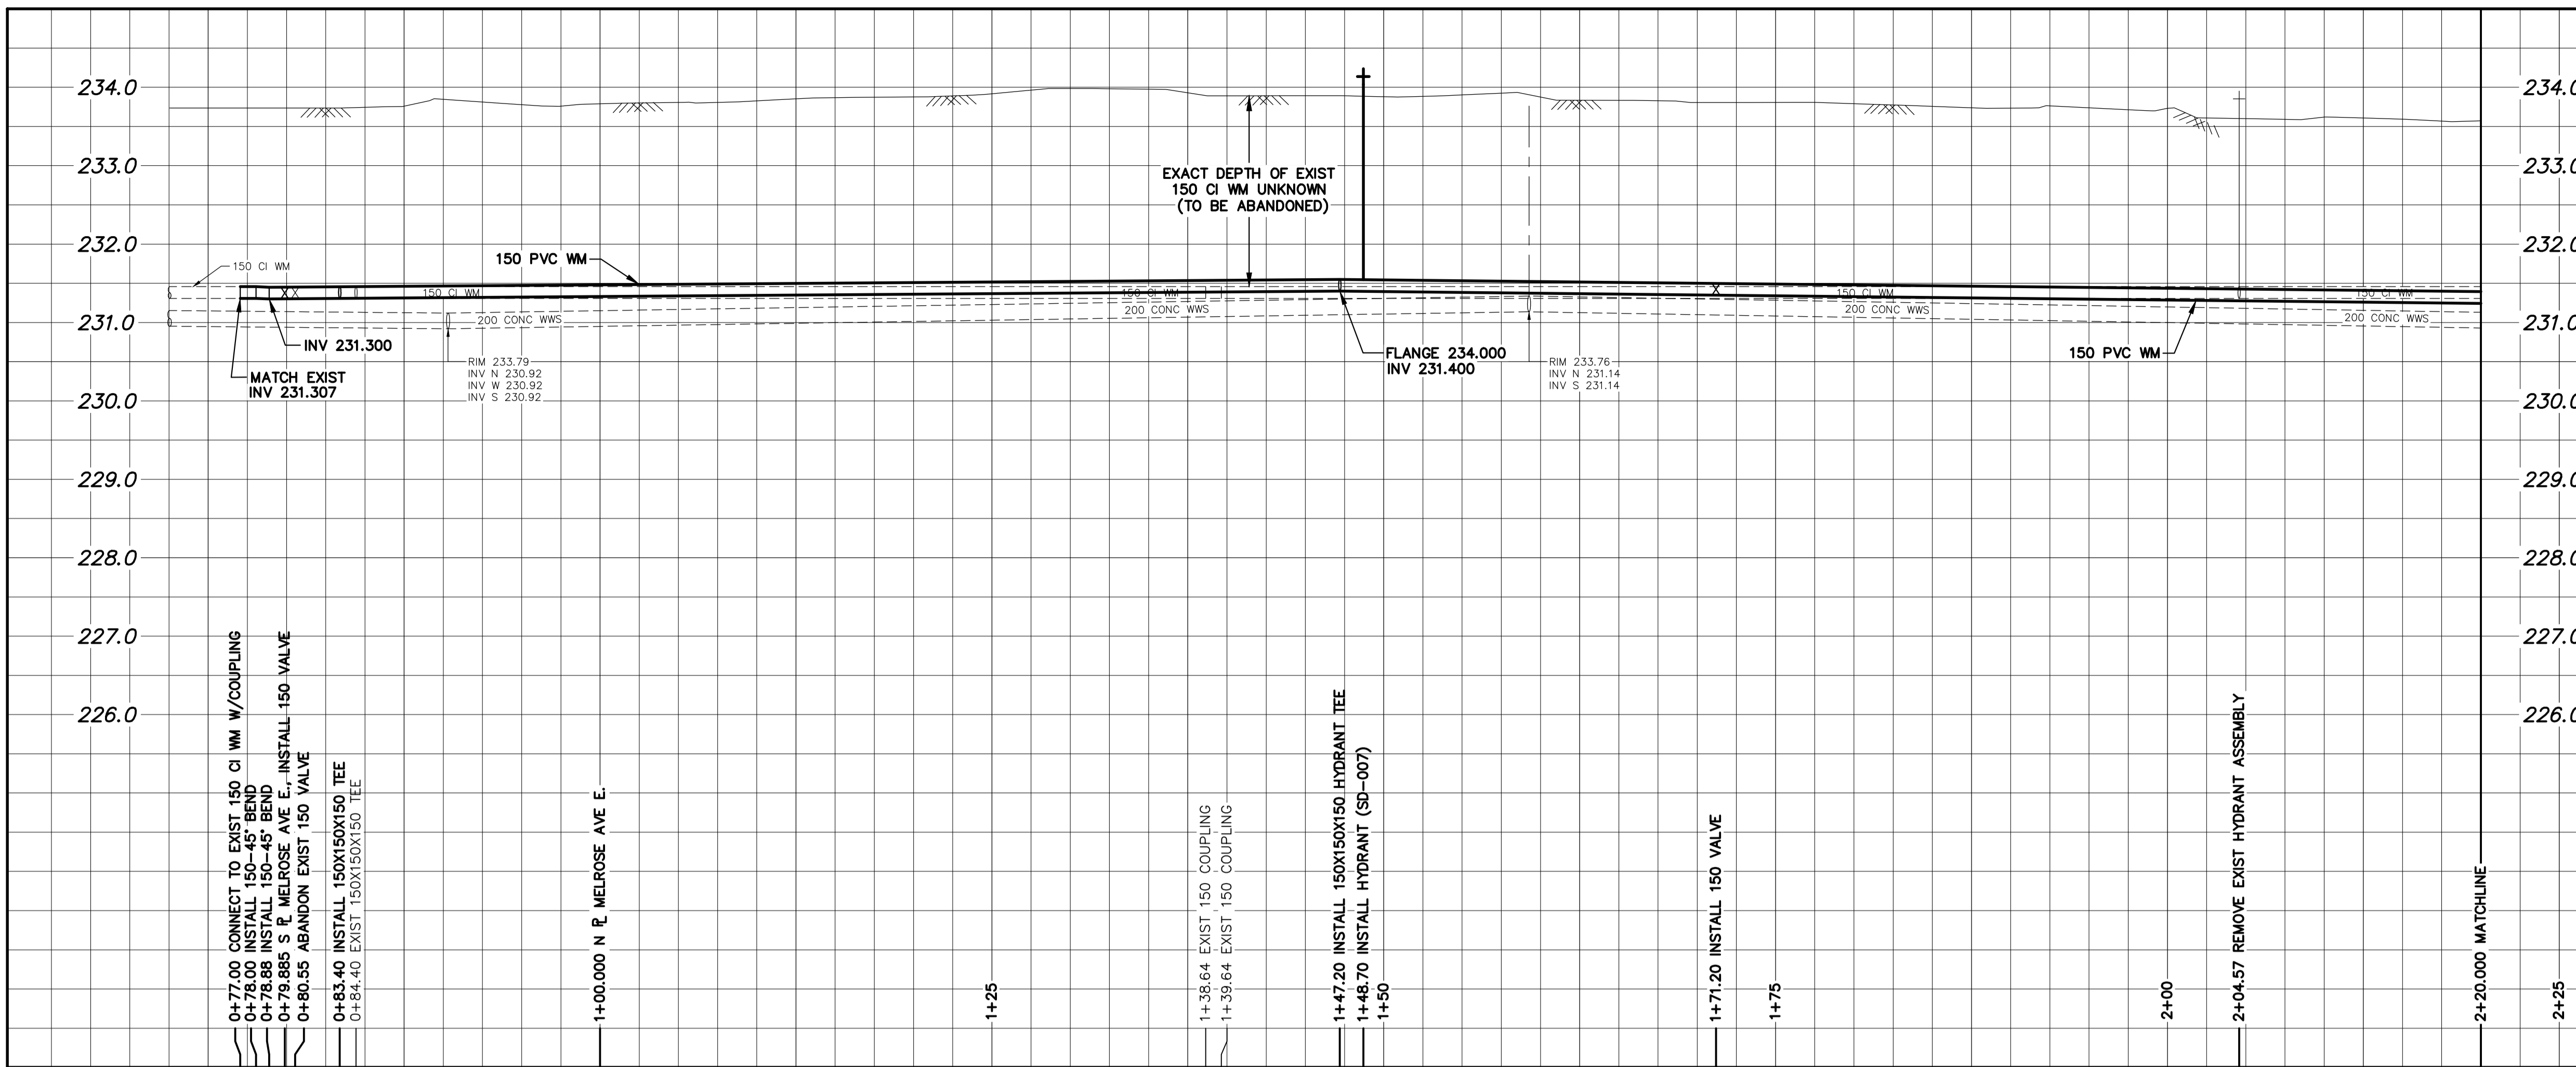 234.0
234.0
233.0
233.0
EXACT DEPTH OF EXIST
150 CI WM UNKNOWN
(TO BE ABANDONED)
232.0
232.0
150 CI WM
150 PVC WM
150 CI WM
150 CI WM
150 CI WM
150 CI WM
231.0
231.0
200 CONC WWS
200 CONC WWS
200 CONC WWS
200 CONC WWS
INV 231.300
MATCH EXIST
INV 231.307
RIM 233.79
INV N 230.92
INV W 230.92
INV S 230.92
FLANGE 234.000
INV 231.400
RIM 233.76
INV N 231.14
INV S 231.14
150 PVC WM
230.0
230.0
229.0
229.0
228.0
228.0
227.0
227.0
226.0
226.0
0+77.00 CONNECT TO EXIST 150 CI WM W/COUPLING
0+78.00 INSTALL 150-45° BEND
0+78.88 INSTALL 150-45° BEND
0+79.885 S PL MELROSE AVE E., INSTALL 150 VALVE
0+80.55 ABANDON EXIST 150 VALVE
0+83.40 INSTALL 150X150X150 TEE
0+84.40 EXIST 150X150X150 TEE
1+00.000 N PL MELROSE AVE E.
1+25
1+38.64 EXIST 150 COUPLING
1+39.64 EXIST 150 COUPLING
1+47.20 INSTALL 150X150X150 HYDRANT TEE
1+48.70 INSTALL HYDRANT (SD-007)
1+50
1+71.20 INSTALL 150 VALVE
1+75
2+00
2+04.57 REMOVE EXIST HYDRANT ASSEMBLY
2+20.000 MATCHLINE
2+25